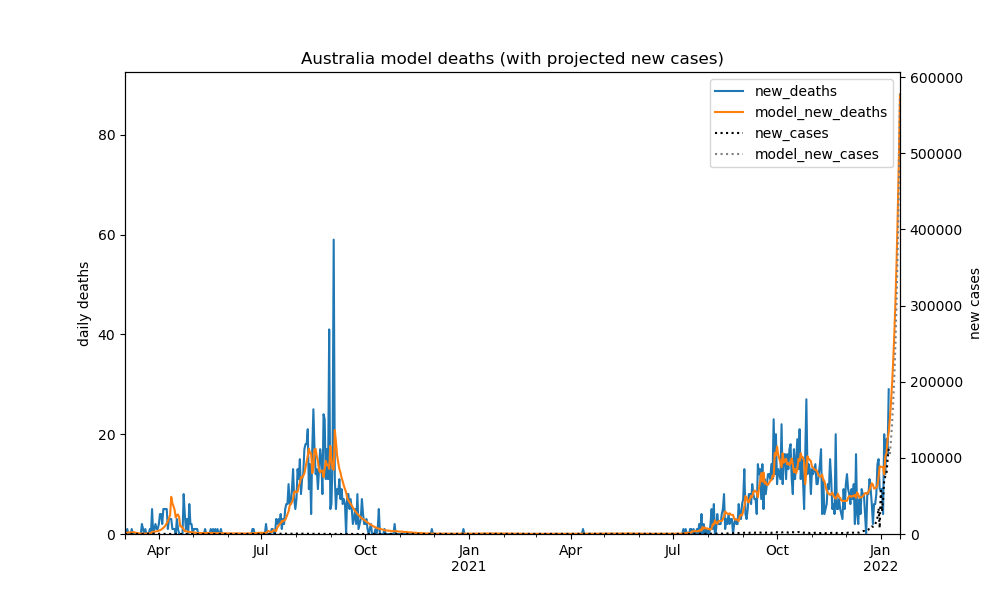 Australia model deaths (with projected new cases)
new_deaths
model_new_deaths
new_cases
model_new_cases
daily deaths
80
60
40
20
0
600000
500000
400000
300000
200000
100000
0
new cases
Apr Jul Oct Jan Apr Jul Oct Jan
2021 2022